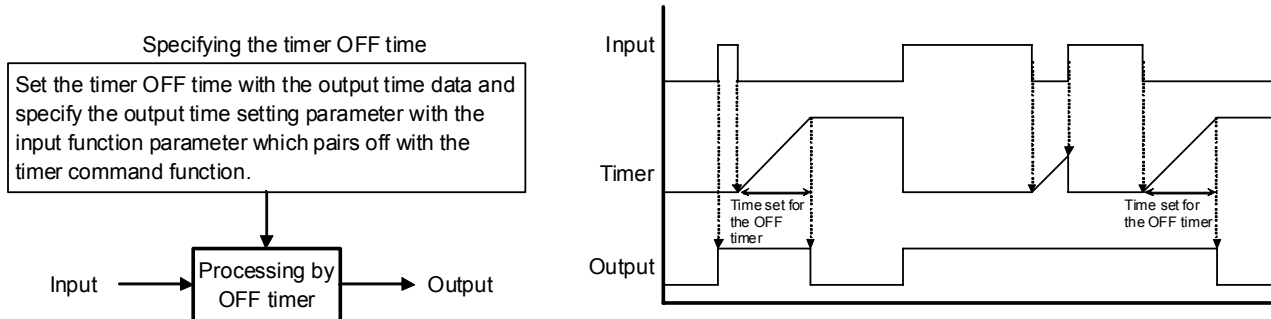 Specifying the timer OFF time
Set the timer OFF time with the output time data and
specify the output time setting parameter with the
input function parameter which pairs off with the
timer command function.
Input
Processing by
OFF timer
Output
Input
Timer
Time set for
the OFF
timer
Time set for
the OFF timer
Output